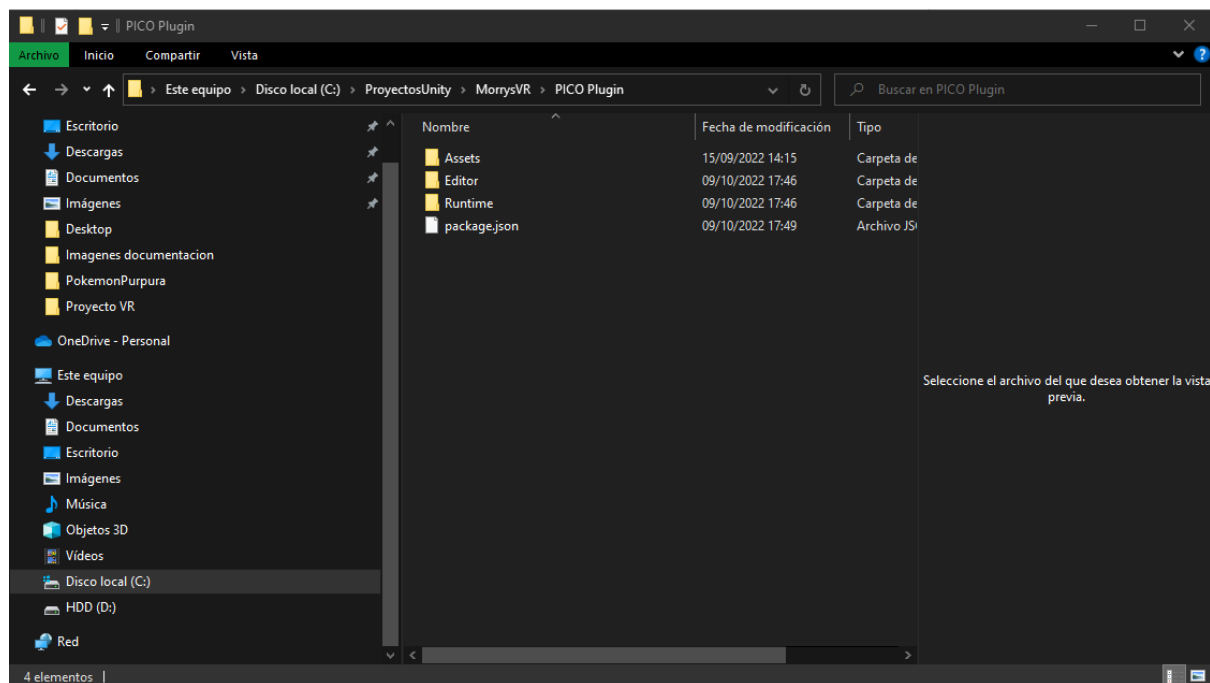 PICO Plugin
Archivo Inicio Compartir Vista
Este equipo > Disco local (C:) > ProyectosUnity > MorrysVR > PICO Plugin
Buscar en PICO Plugin
Escritorio
Descargas
Documentos
Imágenes
Desktop
Imagenes documentacion
PokemonPurpura
Proyecto VR
OneDrive - Personal
Este equipo
Descargas
Documentos
Escritorio
Imágenes
Música
Objetos 3D
Vídeos
Disco local (C:)
HDD (D:)
Red
Nombre Fecha de modificación Tipo
Assets 15/09/2022 14:15 Carpeta de
Editor 09/10/2022 17:46 Carpeta de
Runtime 09/10/2022 17:46 Carpeta de
package.json 09/10/2022 17:49 Archivo JS
Seleccione el archivo del que desea obtener la vista
previa.
4 elementos